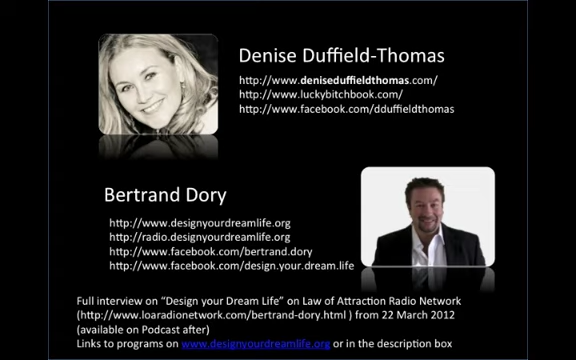 Denise Duffield-Thomas
http://www.deniseduffieldthomas.com/
http://www.luckybitchbook.com/
http://www.facebook.com/dduffieldthomas
Bertrand Dory
http://www.designyourdreamlife.org
http://radio.designyourdreamlife.org
http://www.facebook.com/bertrand.dory
http://www.facebook.com/design.your.dream.life
Full interview on “Design your Dream Life” on Law of Attraction Radio Network
(http://www.loaradionetwork.com/bertrand-dory.html ) from 22 March 2012
(available on Podcast after)
Links to programs on www.designyourdreamlife.org or in the description box